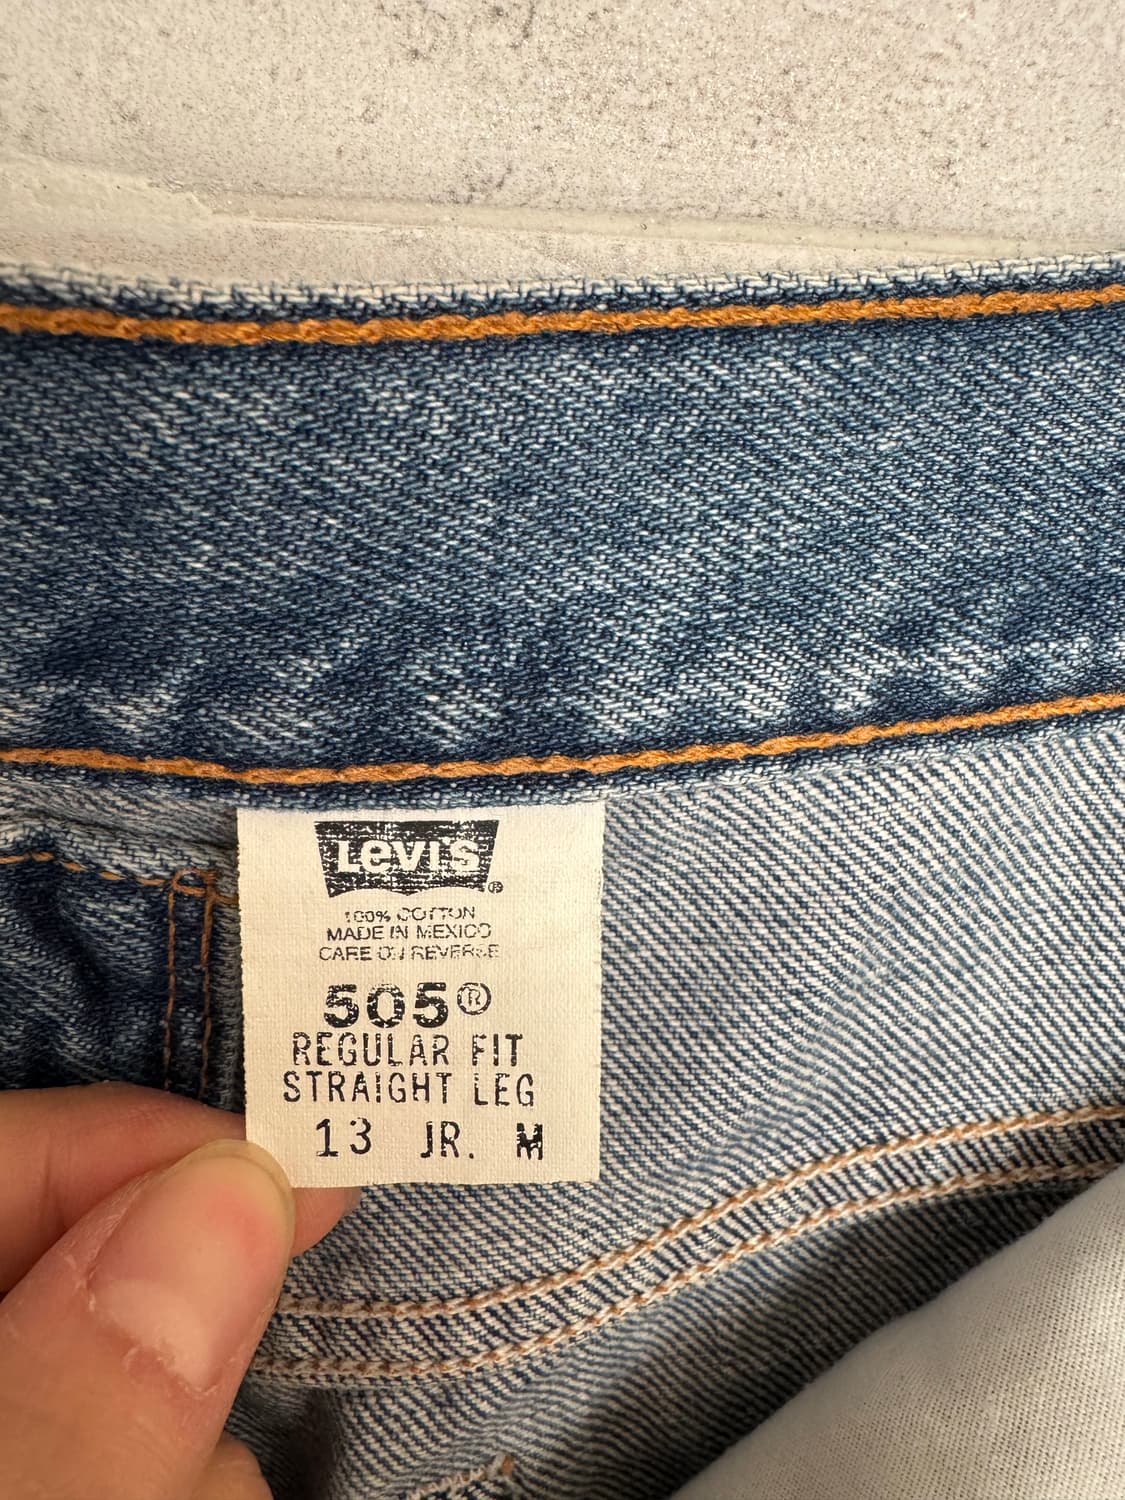 Levi's ®
100% COTTON
MADE IN MEXICO
CARE ON REVERSE
505®
REGULAR FIT
STRAIGHT LEG
13 JR. M